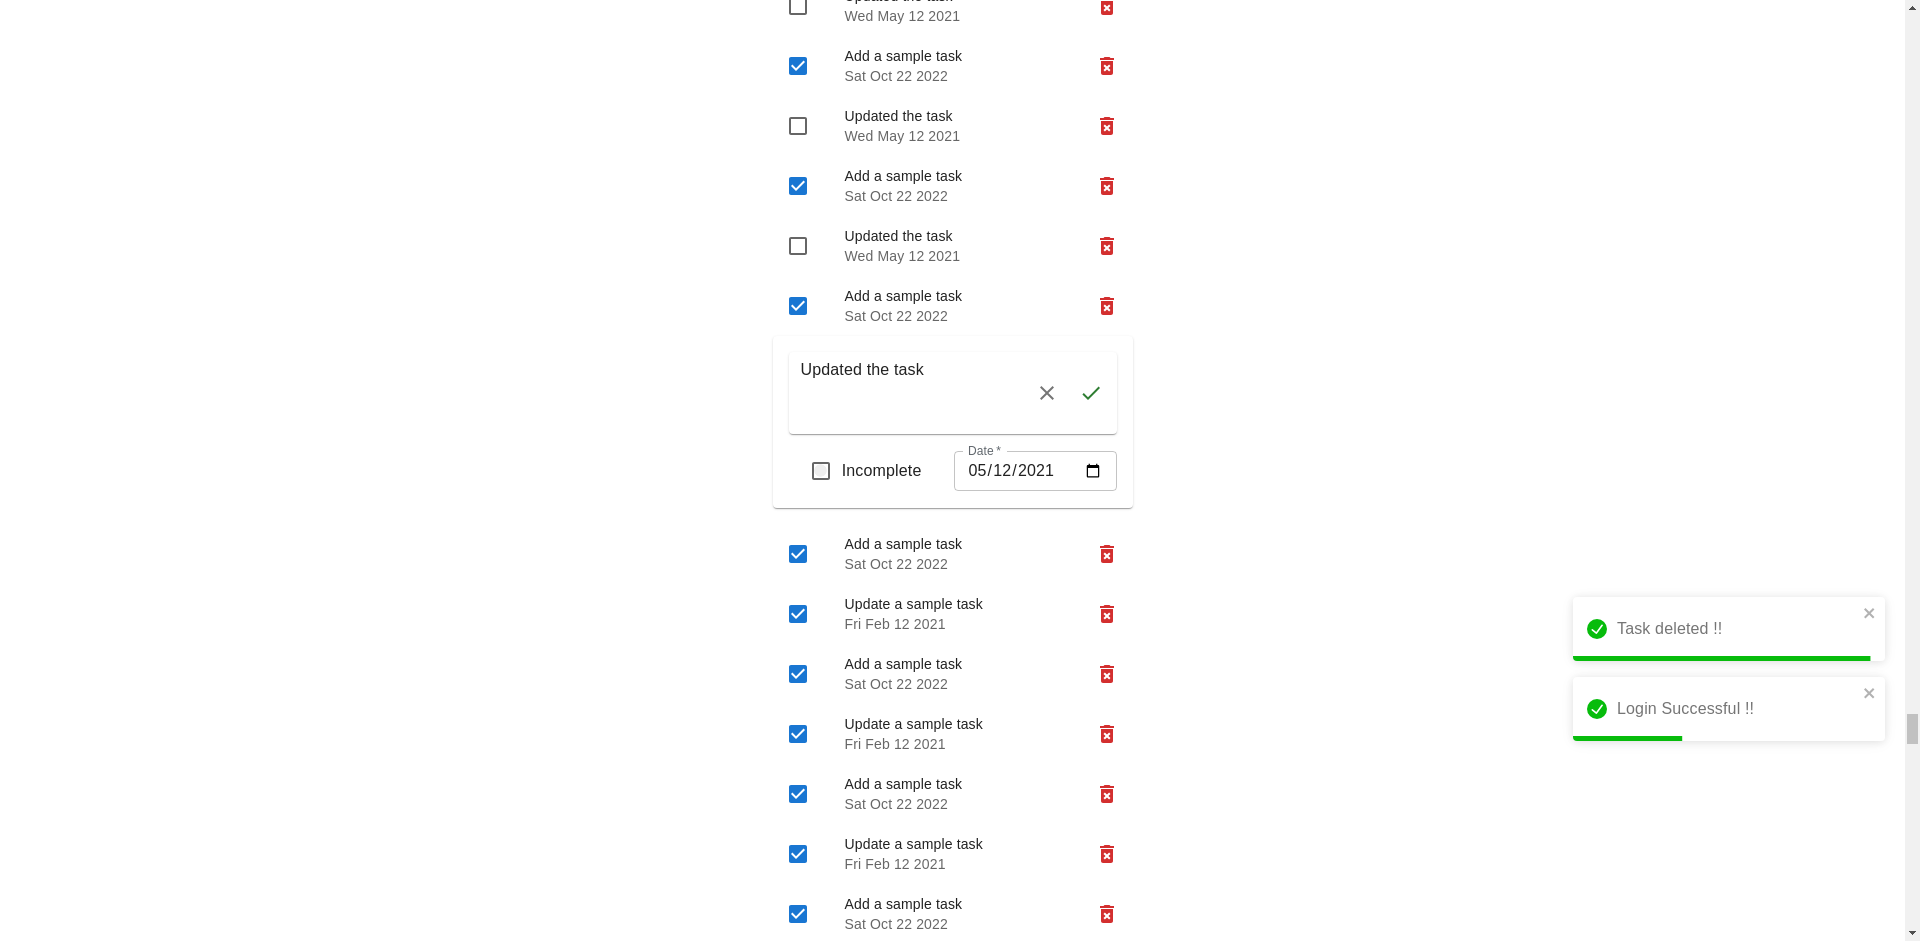 Updated the task
Wed May 12 2021
Add a sample task
Sat Oct 22 2022
Updated the task
Wed May 12 2021
Add a sample task
Sat Oct 22 2022
Updated the task
Wed May 12 2021
Add a sample task
Sat Oct 22 2022
Updated the task
Date *
Incomplete
05/12/2021
Add a sample task
Sat Oct 22 2022
Update a sample task
Fri Feb 12 2021
Add a sample task
Sat Oct 22 2022
Update a sample task
Fri Feb 12 2021
Add a sample task
Sat Oct 22 2022
Update a sample task
Fri Feb 12 2021
Add a sample task
Sat Oct 22 2022
Task deleted !!
Login Successful !!